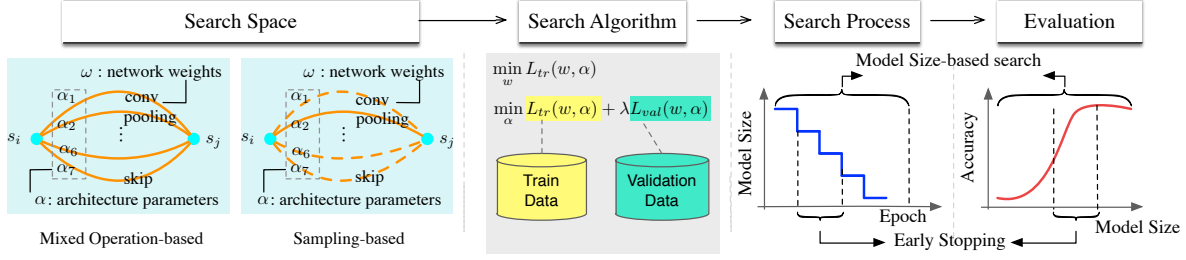 Search Space
Search Algorithm
Search Process
Evaluation
ω : network weights
α₁
conv
α₂
pooling
sᵢ
⋮
sⱼ
α₆
α₇
skip
α: architecture parameters
Mixed Operation-based
ω : network weights
α₁
conv
α₂
pooling
sᵢ
⋮
sⱼ
α₆
α₇
skip
α: architecture parameters
Sampling-based
min_w L_tr(w, α)
min_α L_tr(w, α) + λL_val(w, α)
Train
Data
Validation
Data
Model Size-based search
Model Size
Epoch
Accuracy
Model Size
Early Stopping